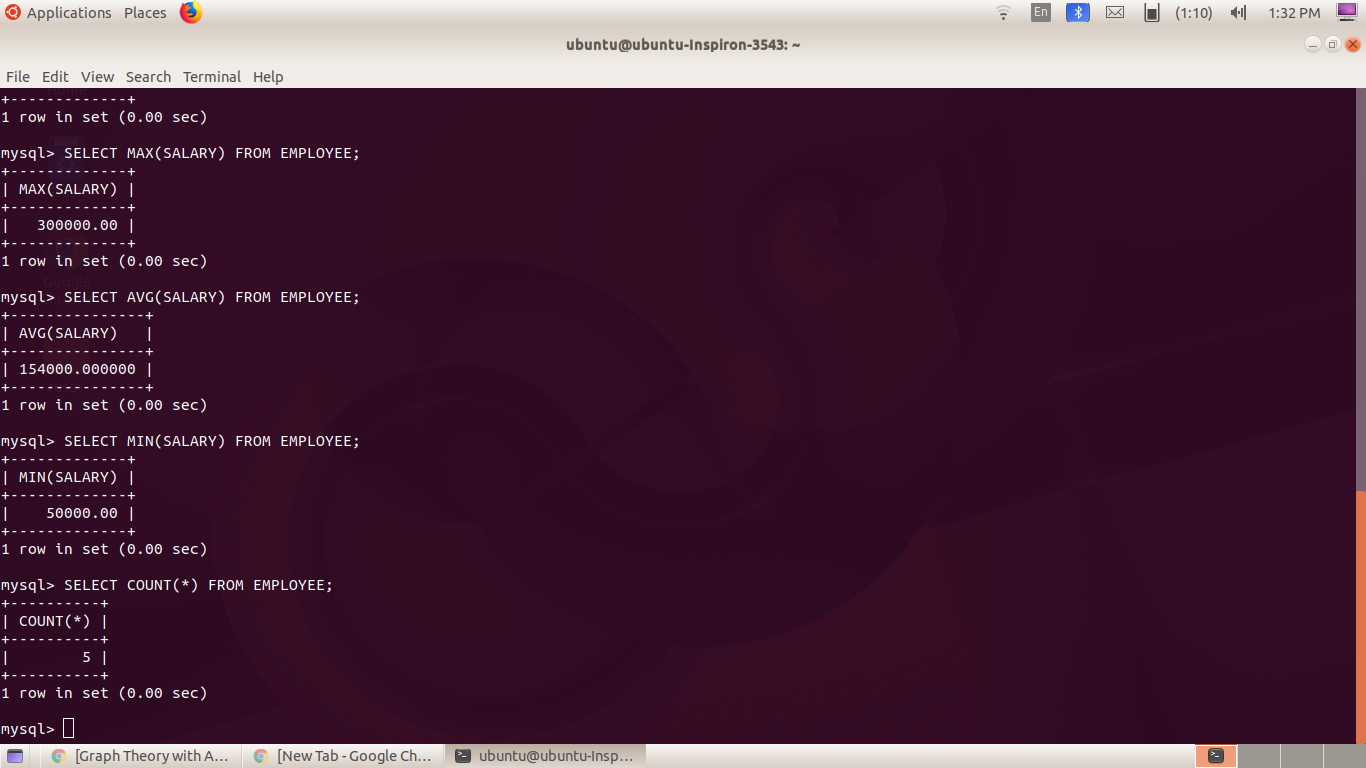 Applications Places En (1:10) 1:32 PM
ubuntu@ubuntu-Inspiron-3543: ~
File Edit View Search Terminal Help
+-------------+
1 row in set (0.00 sec)
mysql> SELECT MAX(SALARY) FROM EMPLOYEE;
+-------------+
| MAX(SALARY) |
+-------------+
|   300000.00 |
+-------------+
1 row in set (0.00 sec)
mysql> SELECT AVG(SALARY) FROM EMPLOYEE;
+---------------+
| AVG(SALARY)   |
+---------------+
| 154000.000000 |
+---------------+
1 row in set (0.00 sec)
mysql> SELECT MIN(SALARY) FROM EMPLOYEE;
+-------------+
| MIN(SALARY) |
+-------------+
|    50000.00 |
+-------------+
1 row in set (0.00 sec)
mysql> SELECT COUNT(*) FROM EMPLOYEE;
+----------+
| COUNT(*) |
+----------+
|        5 |
+----------+
1 row in set (0.00 sec)
mysql>
[Graph Theory with A... [New Tab - Google Ch... ubuntu@ubuntu-Insp...